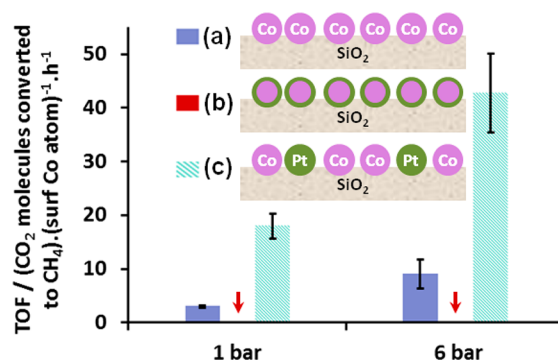 TOF / (CO₂ molecules converted
to CH₄).(surf Co atom)⁻¹.h⁻¹
50
40
30
20
10
0
(a)
Co Co Co Co Co Co
SiO₂
(b)
SiO₂
(c)
Co Pt Co Co Pt Co
SiO₂
1 bar
6 bar